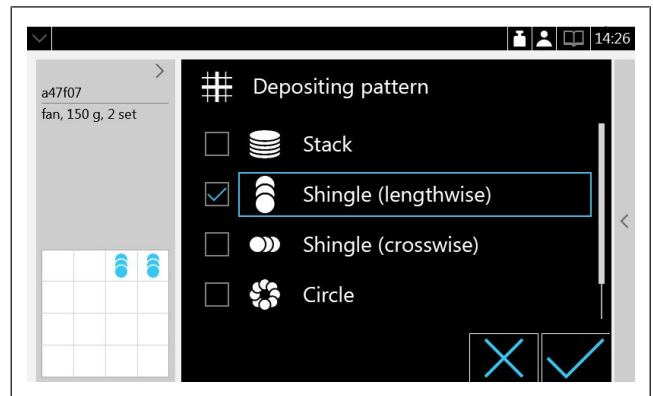 14:26
a47f07
fan, 150 g, 2 set
Depositing pattern
Stack
Shingle (lengthwise)
Shingle (crosswise)
Circle